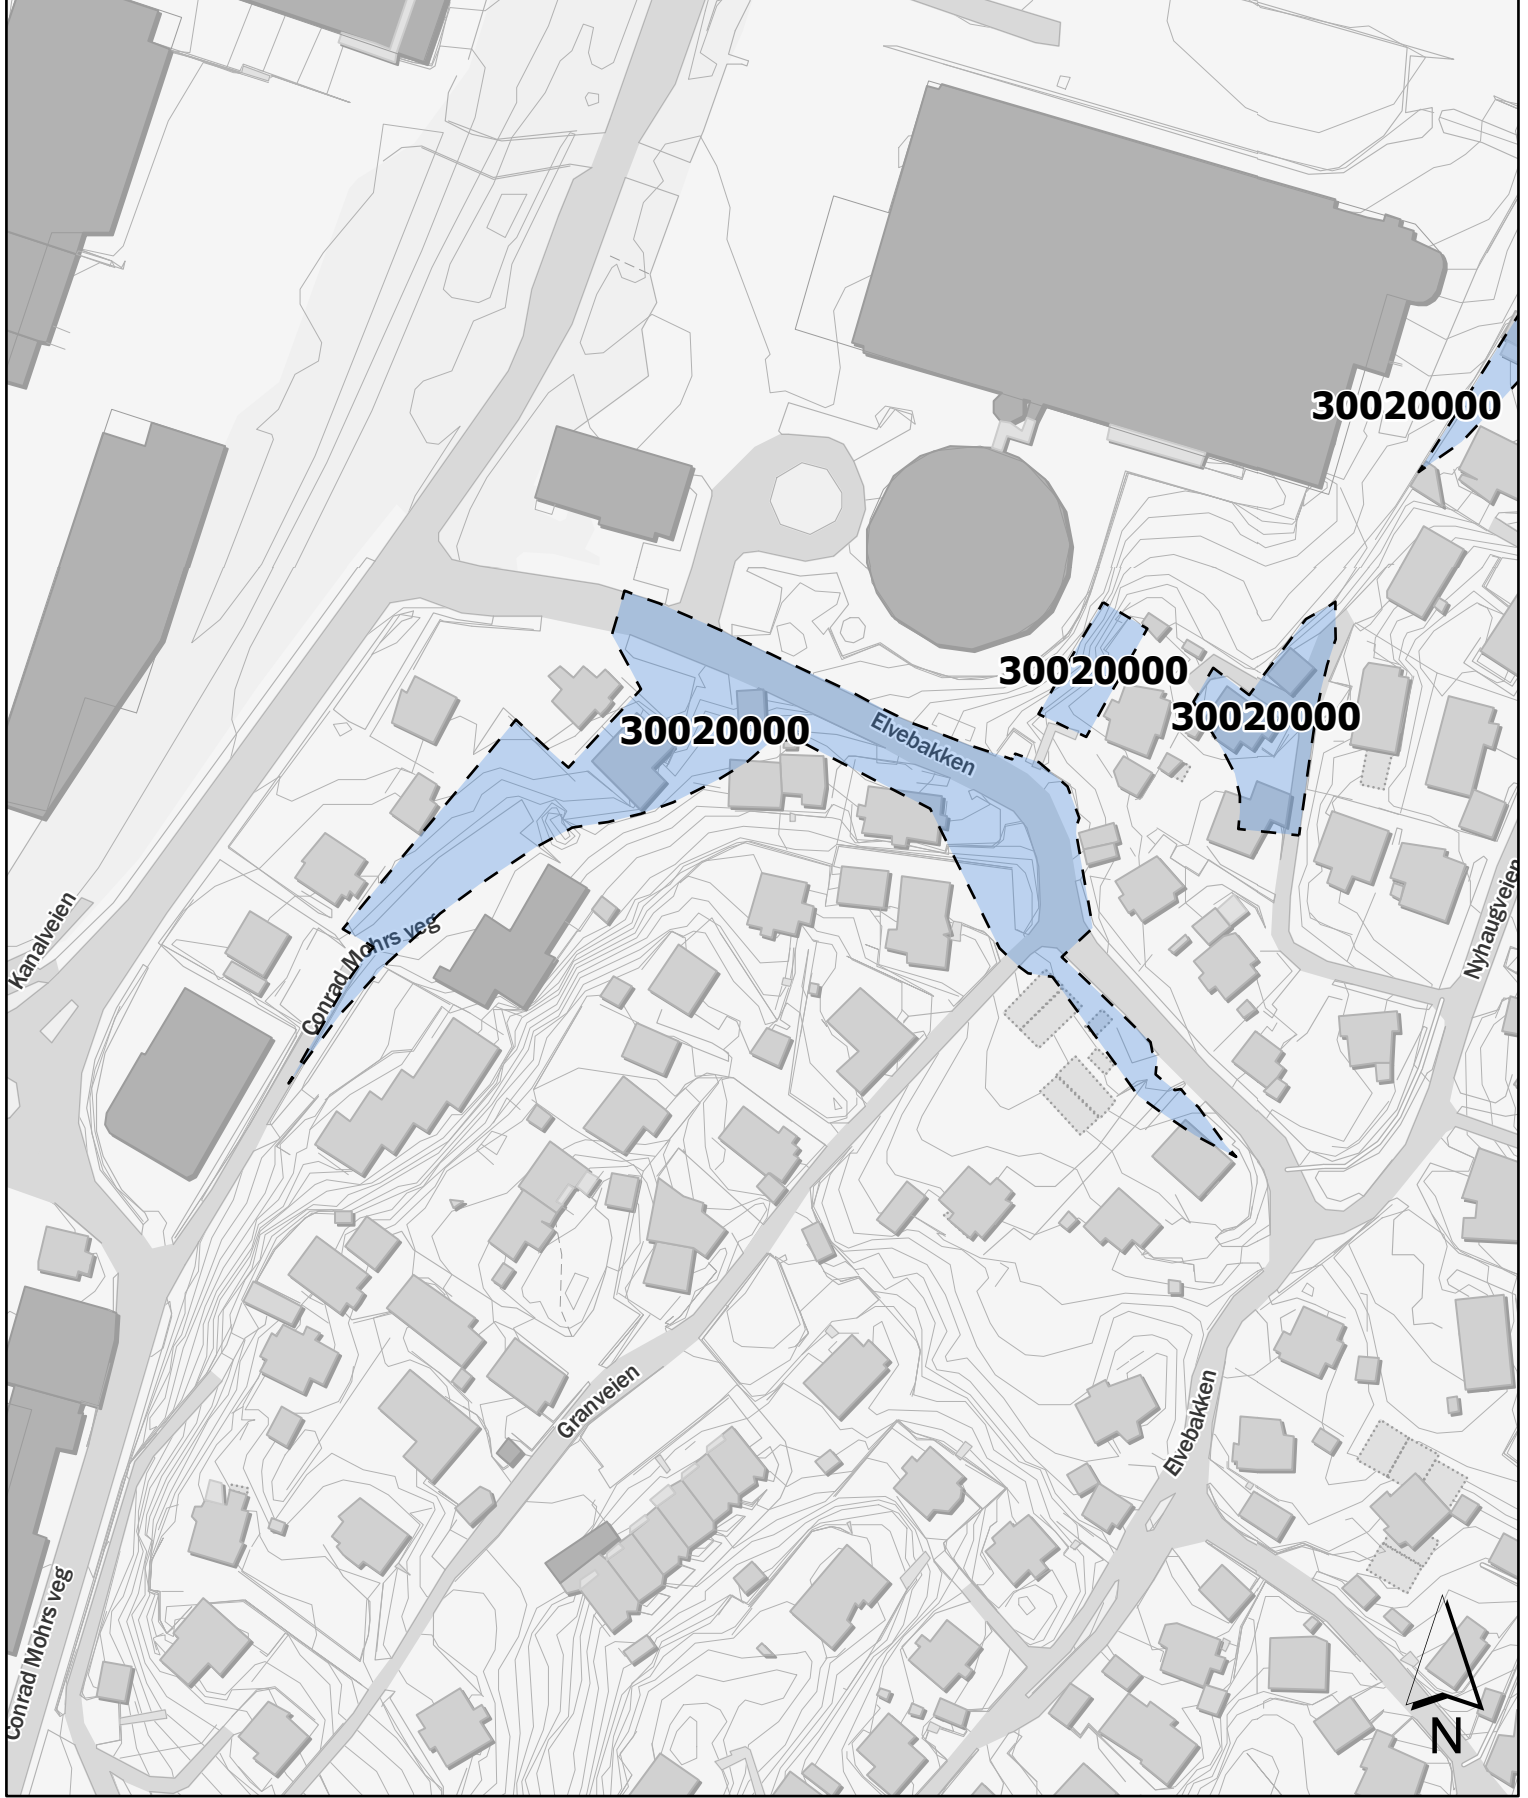 30020000
30020000
30020000
30020000
Elvebakken
Nyhaugveien
Kanalveien
Conrad Mohrs veg
Granveien
Elvebakken
Conrad Mohrs veg
N